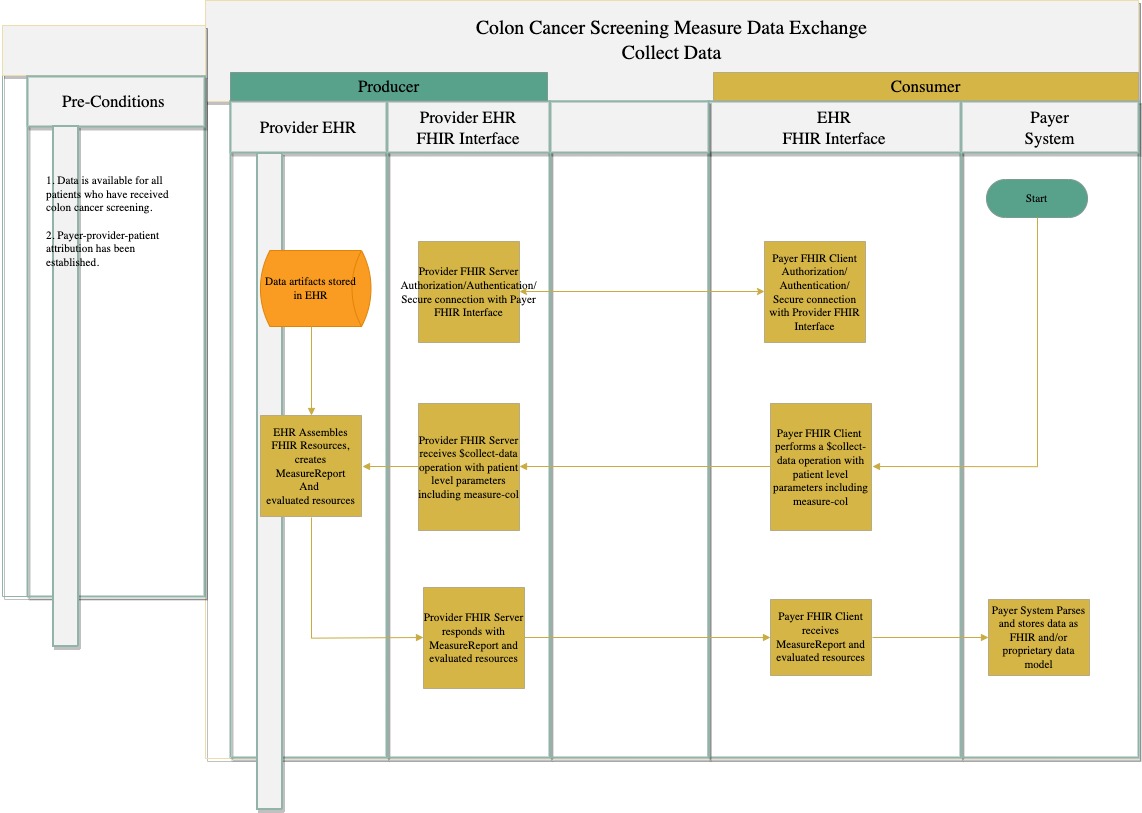 Colon Cancer Screening Measure Data Exchange
Collect Data
Producer
Consumer
Pre-Conditions
Provider EHR
Provider EHR
FHIR Interface
EHR
FHIR Interface
Payer
System
1. Data is available for all
patients who have received
colon cancer screening.
2. Payer-provider-patient
attribution has been
established.
Start
Data artifacts stored
in EHR
Provider FHIR Server
Authorization/Authentication/
Secure connection with Payer
FHIR Interface
Payer FHIR Client
Authorization/
Authentication/
Secure connection
with Provider FHIR
Interface
EHR Assembles
FHIR Resources,
creates
MeasureReport
And
evaluated resources
Provider FHIR Server
receives $collect-data
operation with patient
level parameters
including measure-col
Payer FHIR Client
performs a $collect-
data operation with
patient level
parameters including
measure-col
Provider FHIR Server
responds with
MeasureReport and
evaluated resources
Payer FHIR Client
receives
MeasureReport and
evaluated resources
Payer System Parses
and stores data as
FHIR and/or
proprietary data
model